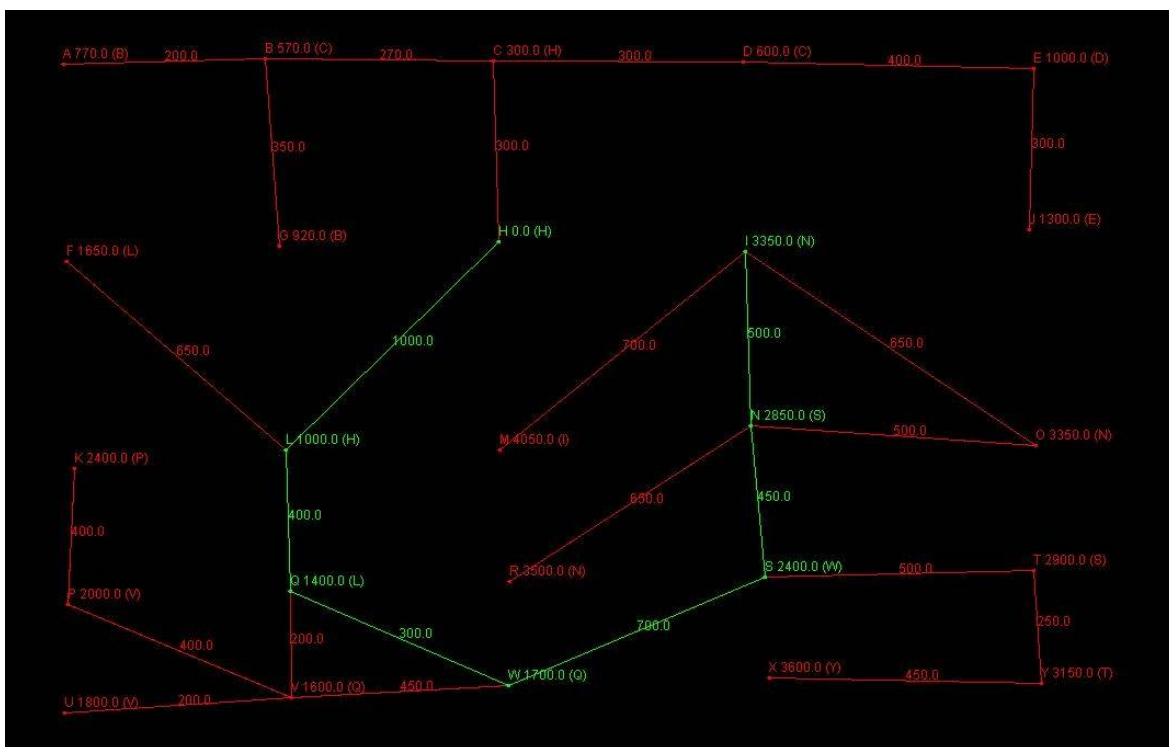 A 770.0 (B)
200.0
B 570.0 (C)
270.0
C 300.0 (H)
300.0
D 600.0 (C)
400.0
E 1000.0 (D)
350.0
300.0
300.0
G 920.0 (B)
H 0.0 (H)
J 1300.0 (E)
F 1650.0 (L)
I 3350.0 (N)
650.0
1000.0
700.0
500.0
650.0
L 1000.0 (H)
M 4050.0 (I)
N 2850.0 (S)
500.0
O 3350.0 (N)
K 2400.0 (P)
400.0
400.0
650.0
450.0
P 2000.0 (V)
Q 1400.0 (L)
R 3500.0 (N)
S 2400.0 (W)
500.0
T 2900.0 (S)
400.0
200.0
300.0
700.0
250.0
U 1800.0 (V)
200.0
V 1600.0 (Q)
450.0
W 1700.0 (Q)
X 3600.0 (Y)
450.0
Y 3150.0 (T)